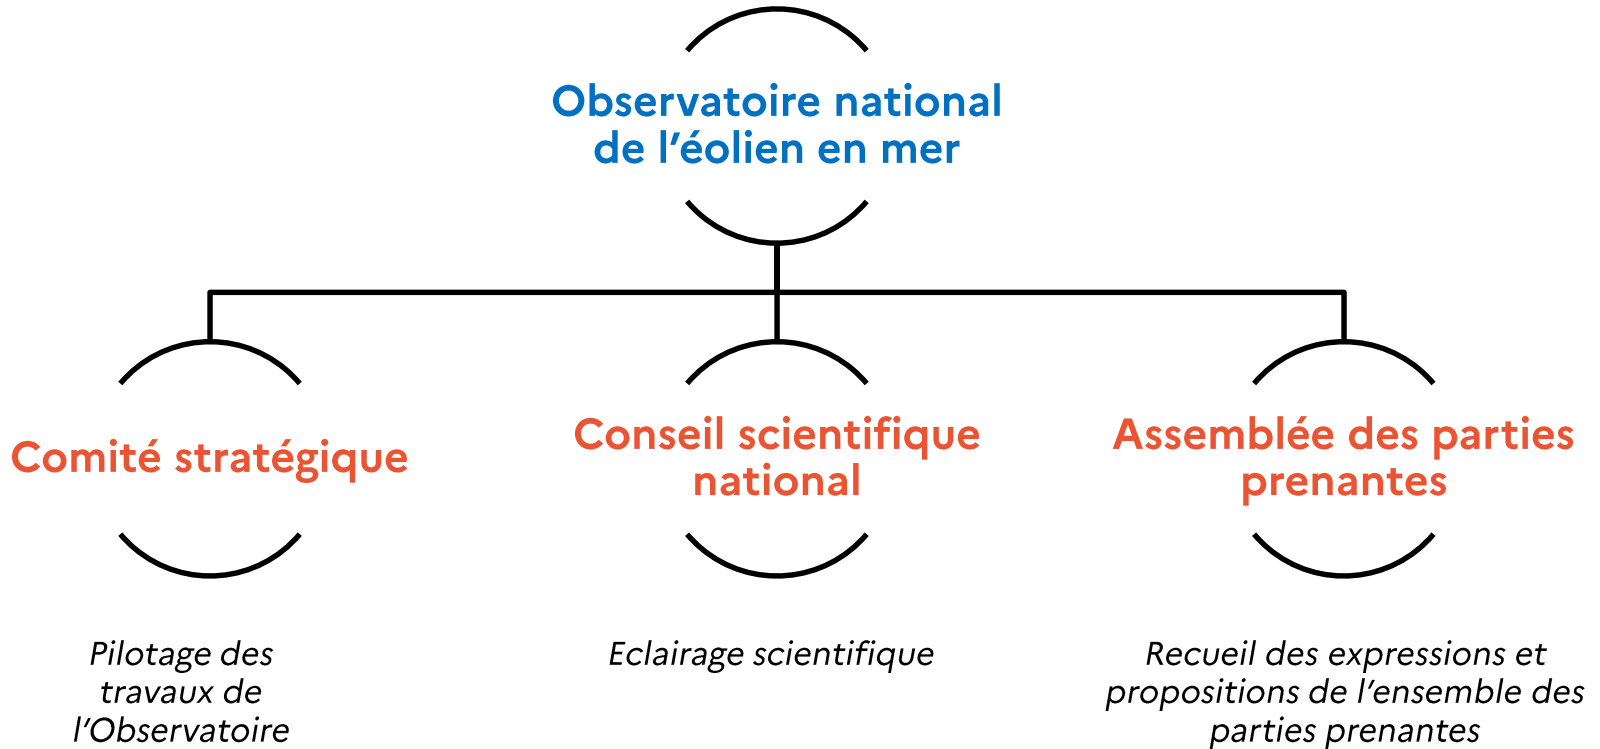 Observatoire national
de l’éolien en mer
Comité stratégique
Conseil scientifique
national
Assemblée des parties
prenantes
Pilotage des
travaux de
l’Observatoire
Eclairage scientifique
Recueil des expressions et
propositions de l’ensemble des
parties prenantes